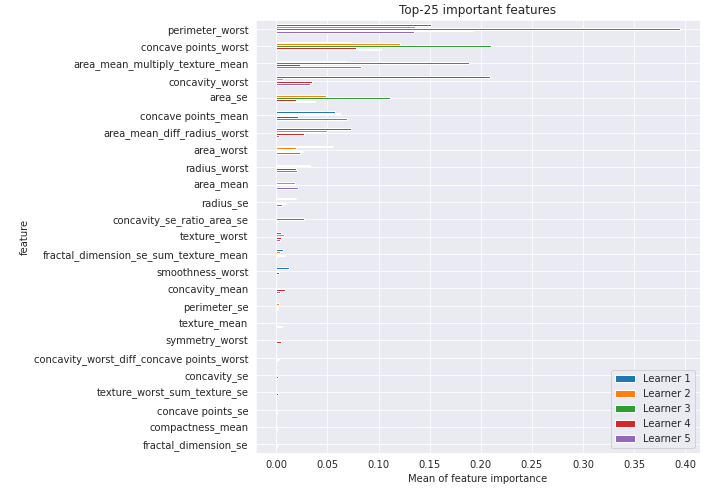 Top-25 important features
perimeter_worst
concave points_worst
area_mean_multiply_texture_mean
concavity_worst
area_se
concave points_mean
area_mean_diff_radius_worst
area_worst
radius_worst
area_mean
radius_se
concavity_se_ratio_area_se
texture_worst
fractal_dimension_se_sum_texture_mean
smoothness_worst
concavity_mean
perimeter_se
texture_mean
symmetry_worst
concavity_worst_diff_concave points_worst
concavity_se
texture_worst_sum_texture_se
concave points_se
compactness_mean
fractal_dimension_se
feature
Learner 1
Learner 2
Learner 3
Learner 4
Learner 5
0.00 0.05 0.10 0.15 0.20 0.25 0.30 0.35 0.40
Mean of feature importance